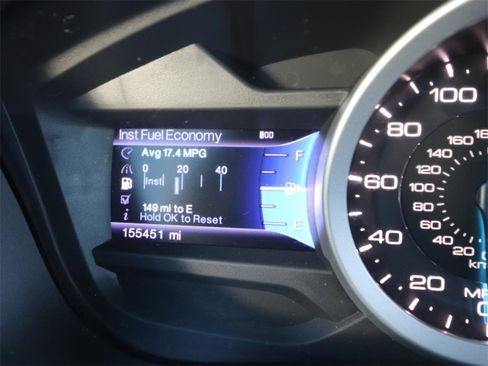 Inst Fuel Economy
Avg 17.4 MPG
0 20 40
Inst
149 mi to E
Hold OK to Reset
155451 mi
F
E
100
80
60
40
20
0
160
140
120
100
80
60
40
20